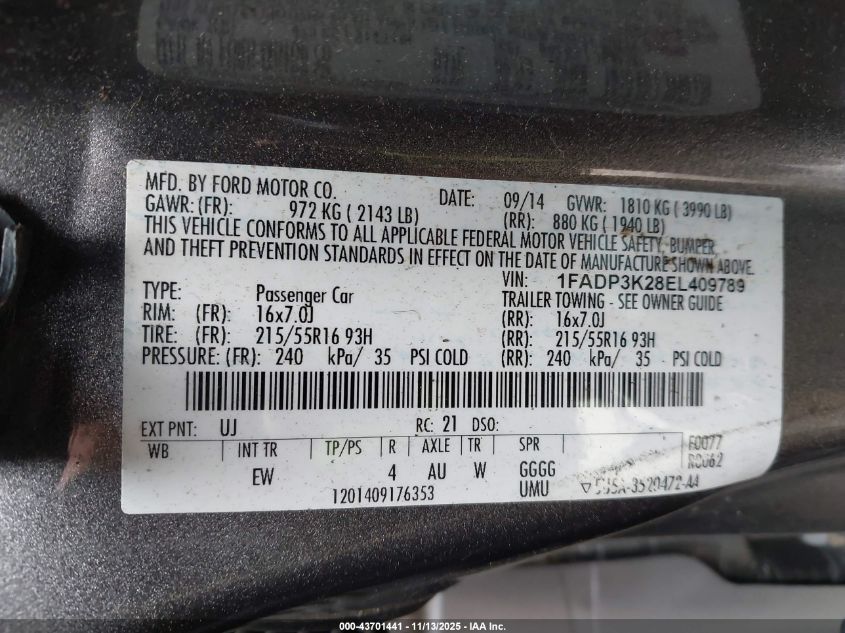 MFD. BY FORD MOTOR CO. DATE: 09/14 GVWR: 1810 KG ( 3990 LB)
GAWR: (FR): 972 KG ( 2143 LB) (RR): 880 KG ( 1940 LB)
THIS VEHICLE CONFORMS TO ALL APPLICABLE FEDERAL MOTOR VEHICLE SAFETY, BUMPER
AND THEFT PREVENTION STANDARDS IN EFFECT ON THE DATE OF MANUFACTURE SHOWN ABOVE.
VIN: 1FADP3K28EL409789
TYPE: Passenger Car TRAILER TOWING - SEE OWNER GUIDE
RIM: (FR): 16x7.0J (RR): 16x7.0J
TIRE: (FR): 215/55R16 93H (RR): 215/55R16 93H
PRESSURE: (FR): 240 kPa/ 35 PSI COLD (RR): 240 kPa/ 35 PSI COLD
EXT PNT: UJ RC: 21 DSO:
WB INT TR TP/PS R AXLE TR SPR F0077
EW 4 AU W GGGG R0062
1201409176353 UMU
000-43701441 - 11/13/2025 - IAA Inc.